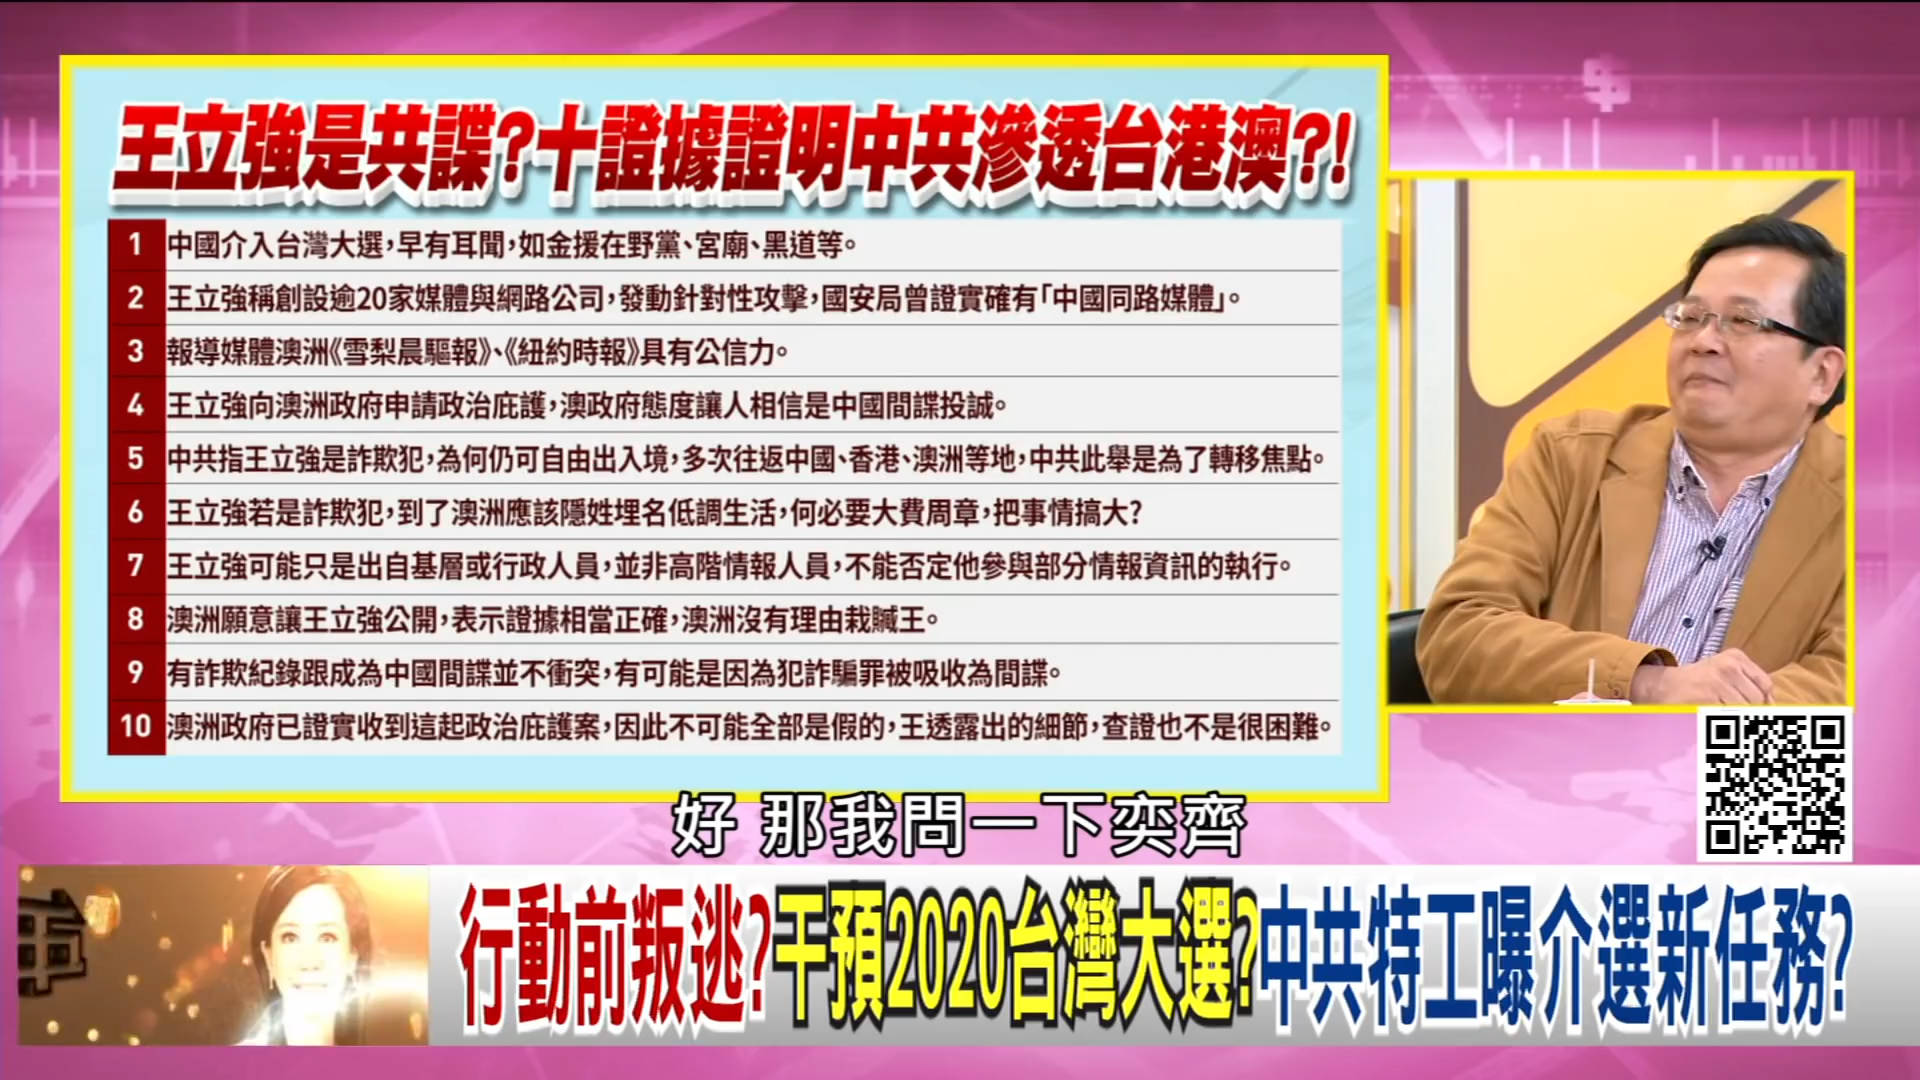 王立強是共諜?十證據證明中共滲透台港澳?!
1 中國介入台灣大選,早有耳聞,如金援在野黨、宮廟、黑道等。
2 王立強稱創設逾20家媒體與網路公司,發動針對性攻擊,國安局曾證實確有「中國同路媒體」。
3 報導媒體澳洲《雪梨晨驅報》、《紐約時報》具有公信力。
4 王立強向澳洲政府申請政治庇護,澳政府態度讓人相信是中國間諜投誠。
5 中共指王立強是詐欺犯,為何仍可自由出入境,多次往返中國、香港、澳洲等地,中共此舉是為了轉移焦點。
6 王立強若是詐欺犯,到了澳洲應該隱姓埋名低調生活,何必要大費周章,把事情搞大?
7 王立強可能只是出自基層或行政人員,並非高階情報人員,不能否定他參與部分情報資訊的執行。
8 澳洲願意讓王立強公開,表示證據相當正確,澳洲沒有理由栽贓王。
9 有詐欺紀錄跟成為中國間諜並不衝突,有可能是因為犯詐騙罪被吸收為間諜。
10 澳洲政府已證實收到這起政治庇護案,因此不可能全部是假的,王透露出的細節,查證也不是很困難。
好 那我問一下奕齊
行動前叛逃?干預2020台灣大選?中共特工曝介選新任務?